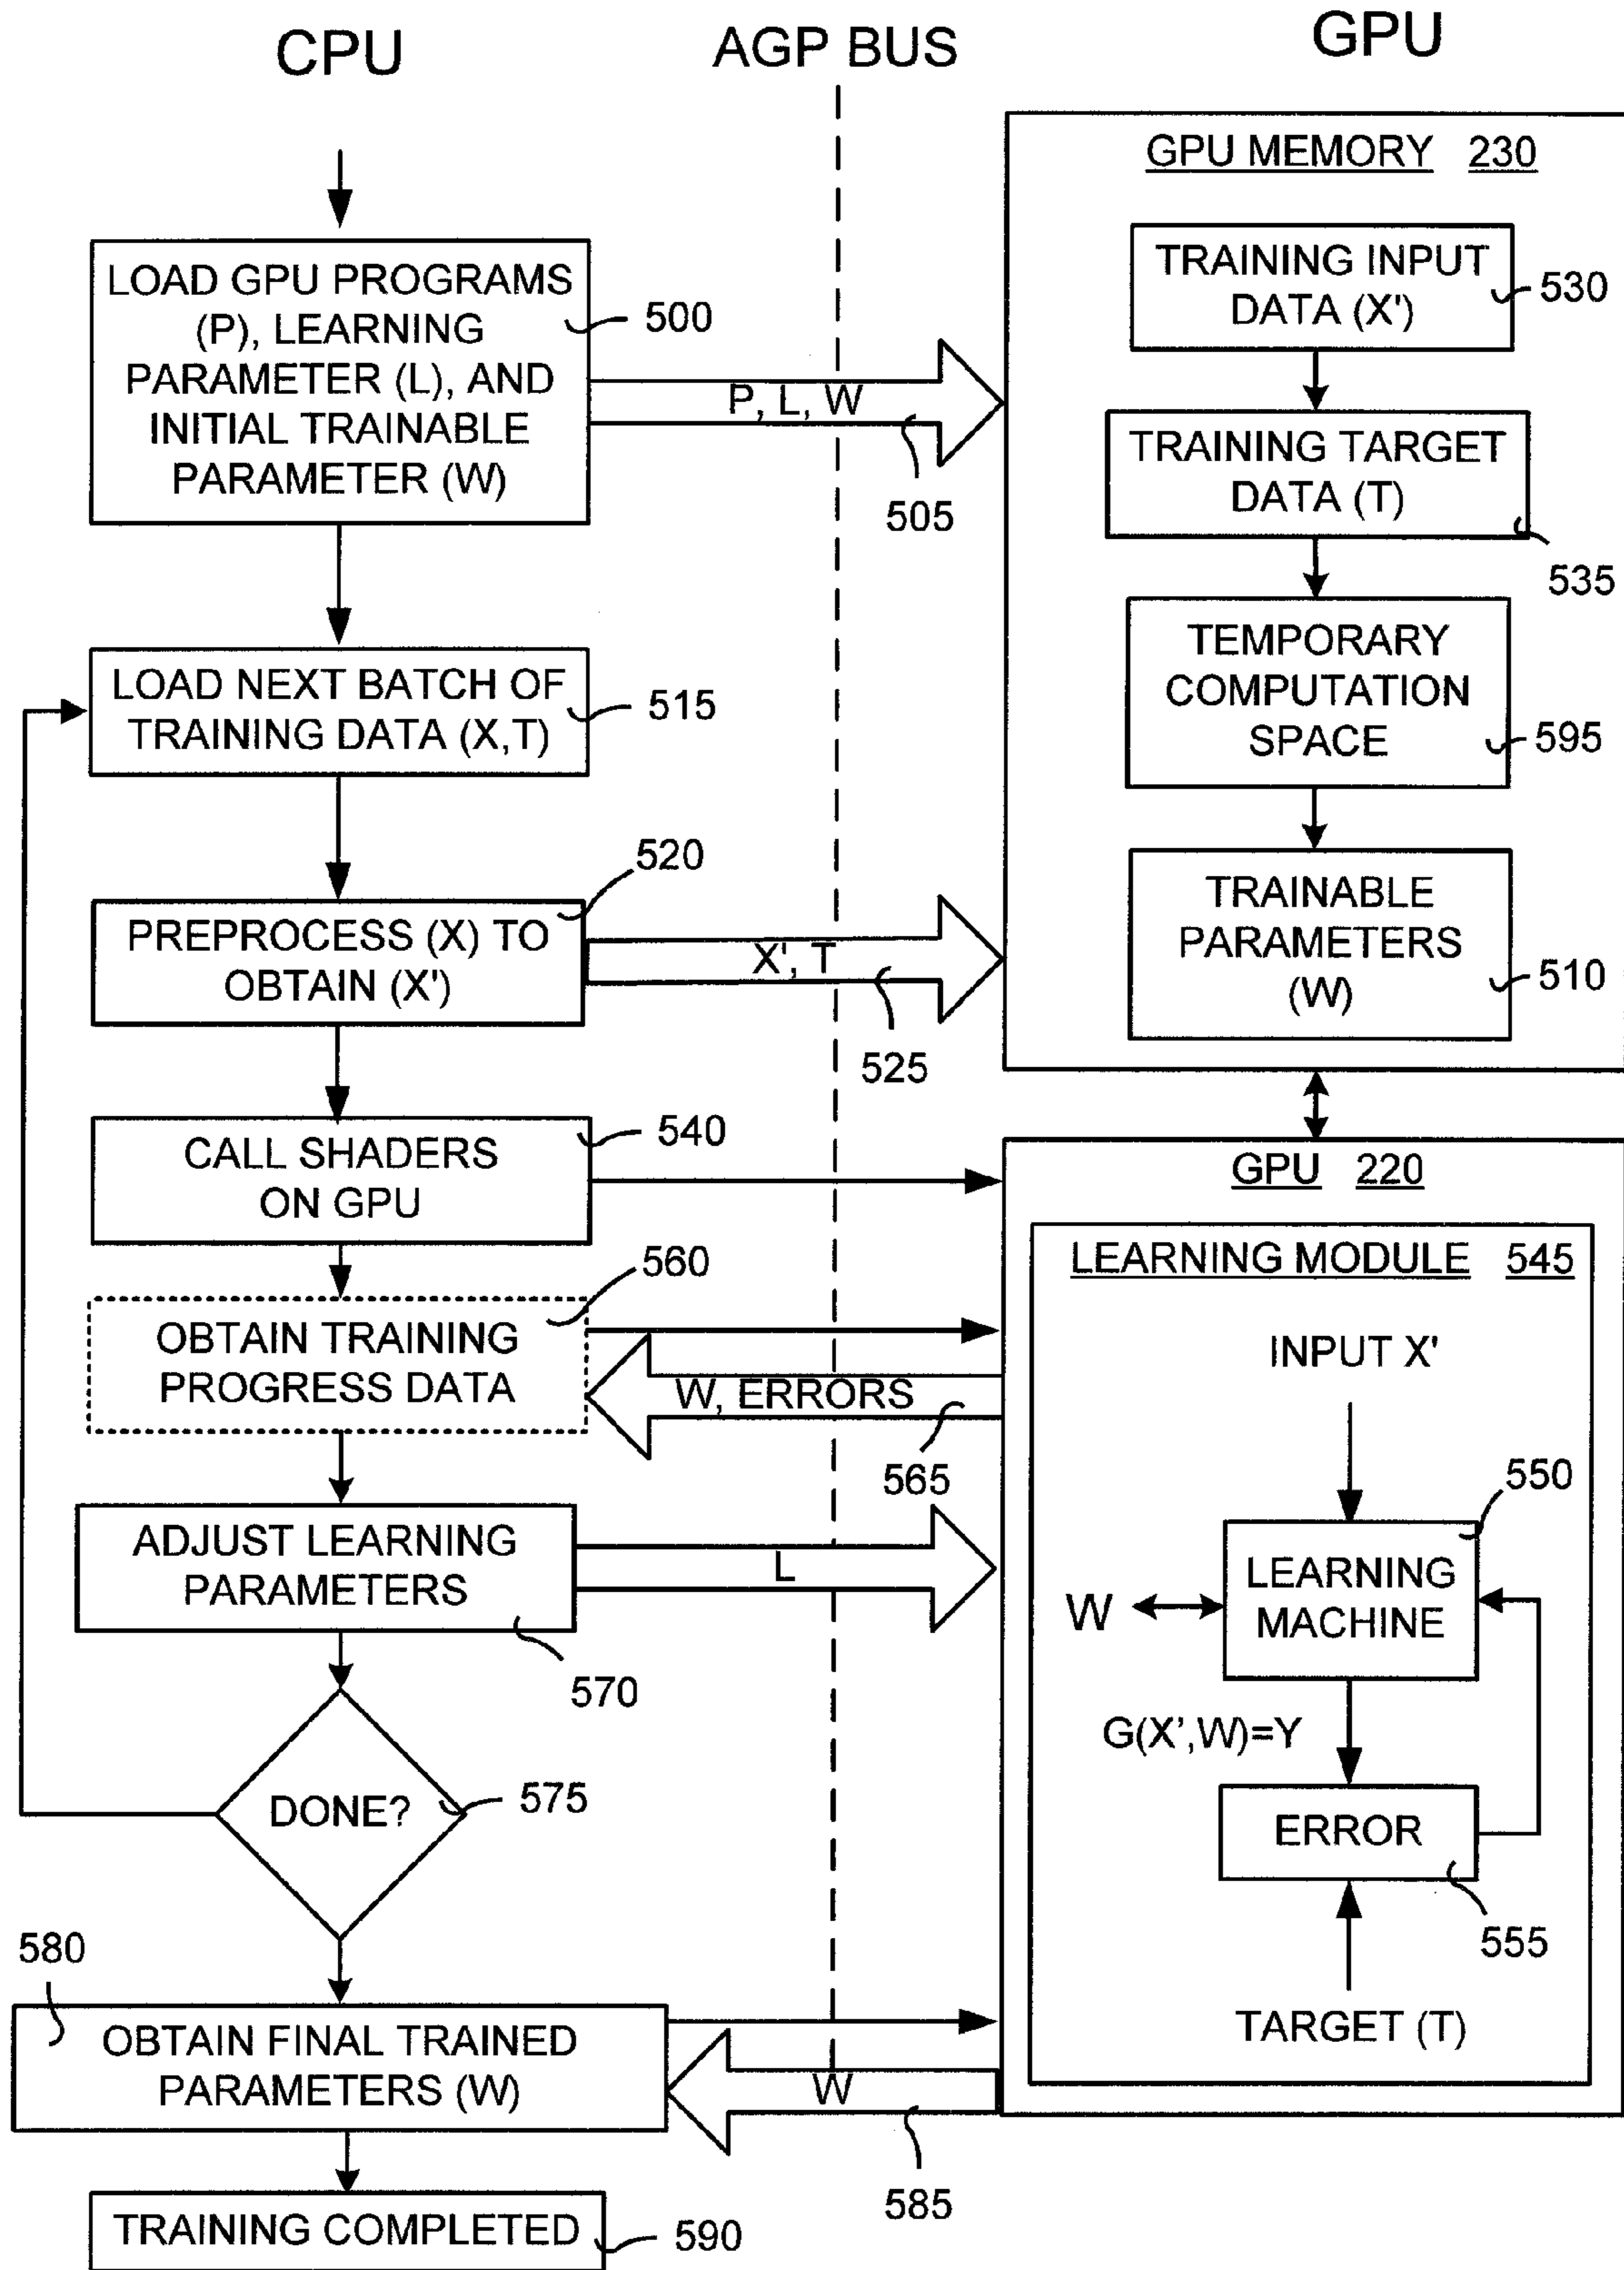 CPU
AGP BUS
GPU
LOAD GPU PROGRAMS
(P), LEARNING
PARAMETER (L), AND
INITIAL TRAINABLE
PARAMETER (W)
500
P, L, W
505
LOAD NEXT BATCH OF
TRAINING DATA (X,T)
515
PREPROCESS (X) TO
OBTAIN (X')
520
X', T
525
CALL SHADERS
ON GPU
540
OBTAIN TRAINING
PROGRESS DATA
560
W, ERRORS
565
ADJUST LEARNING
PARAMETERS
570
L
DONE?
575
580
OBTAIN FINAL TRAINED
PARAMETERS (W)
W
585
TRAINING COMPLETED
590
GPU MEMORY 230
TRAINING INPUT
DATA (X')
530
TRAINING TARGET
DATA (T)
535
TEMPORARY
COMPUTATION
SPACE
595
TRAINABLE
PARAMETERS
(W)
510
GPU 220
LEARNING MODULE 545
INPUT X'
550
LEARNING
MACHINE
W
G(X',W)=Y
ERROR
555
TARGET (T)